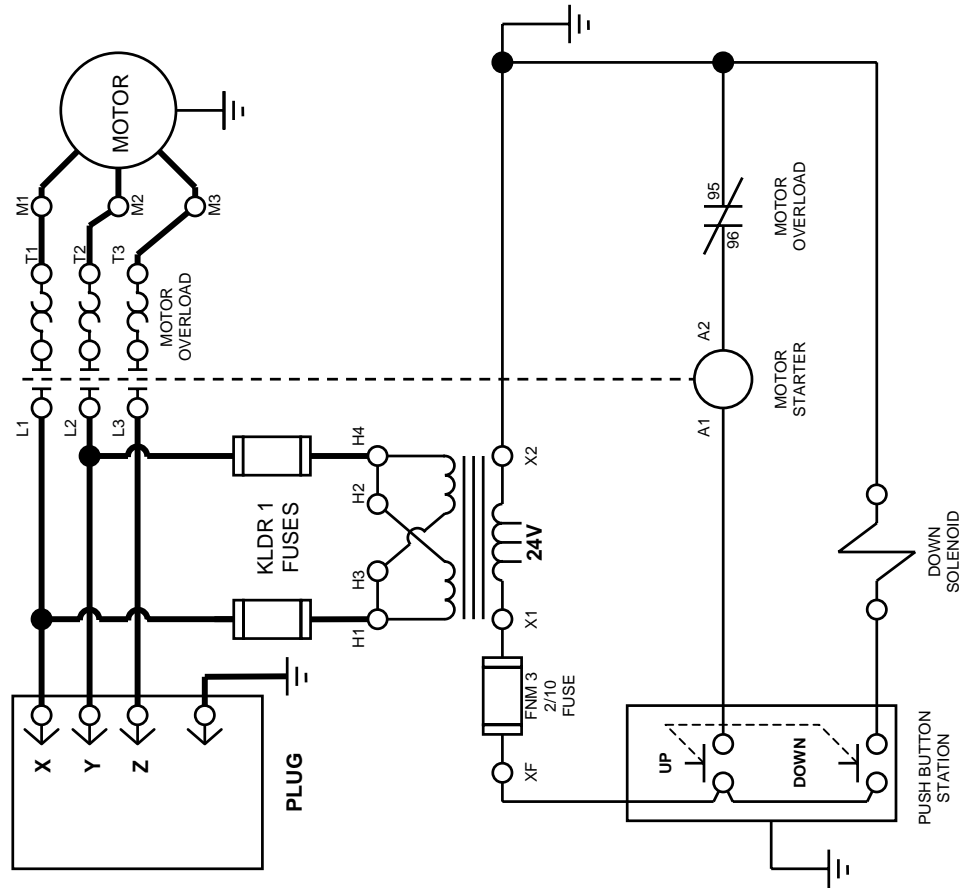 MOTOR
M1
M2
M3
T1
T2
T3
MOTOR
OVERLOAD
L1
L2
L3
X
Y
Z
PLUG
KLDR 1
FUSES
H1
H3
H2
H4
X1
X2
24V
FNM 3
2/10
FUSE
XF
UP
DOWN
PUSH BUTTON
STATION
A1
A2
MOTOR
STARTER
96
95
MOTOR
OVERLOAD
DOWN
SOLENOID